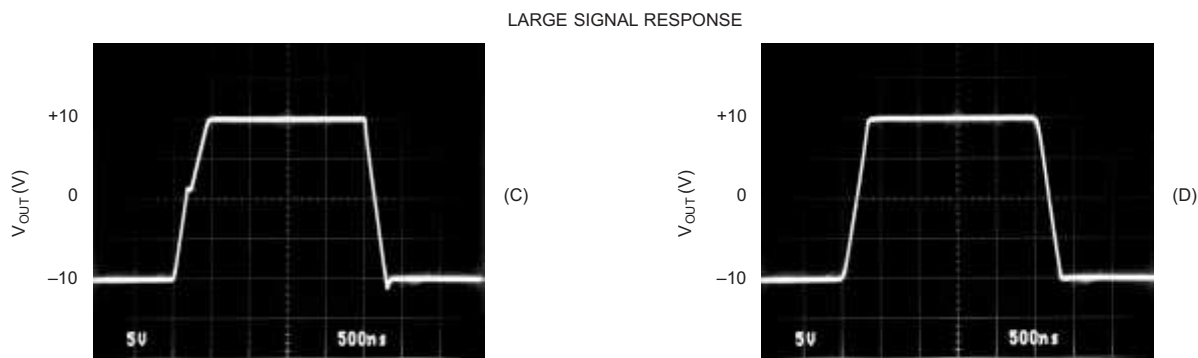 LARGE SIGNAL RESPONSE
+10
0
–10
V_OUT (V)
5V
500ns
(C)
+10
0
–10
V_OUT (V)
5V
500ns
(D)